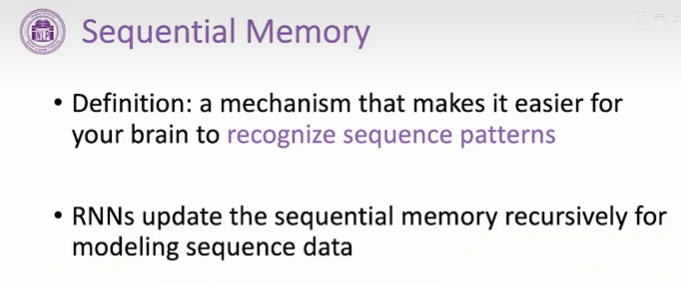 Sequential Memory
• Definition: a mechanism that makes it easier for
your brain to recognize sequence patterns
• RNNs update the sequential memory recursively for
modeling sequence data